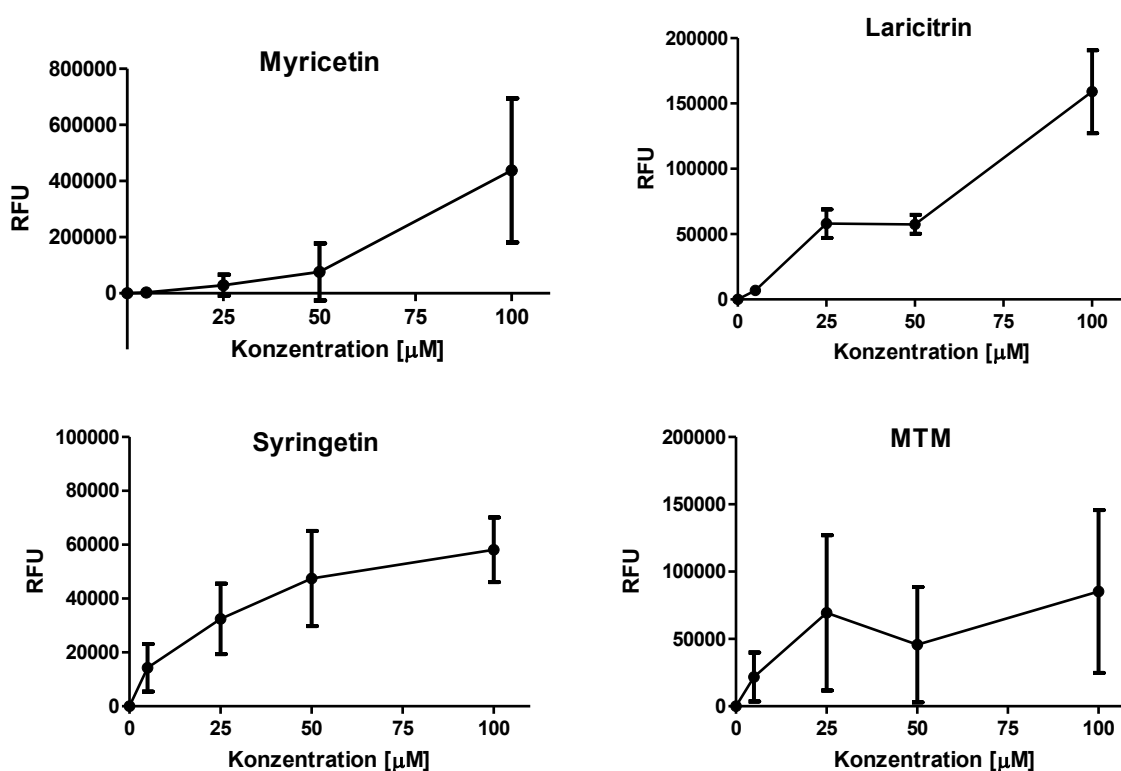 Myricetin
800000
600000
400000
200000
0
RFU
25 50 75 100
Konzentration [μM]
Laricitrin
200000
150000
100000
50000
0
RFU
0 25 50 75 100
Konzentration [μM]
Syringetin
100000
80000
60000
40000
20000
0
RFU
0 25 50 75 100
Konzentration [μM]
MTM
200000
150000
100000
50000
0
RFU
0 25 50 75 100
Konzentration [μM]